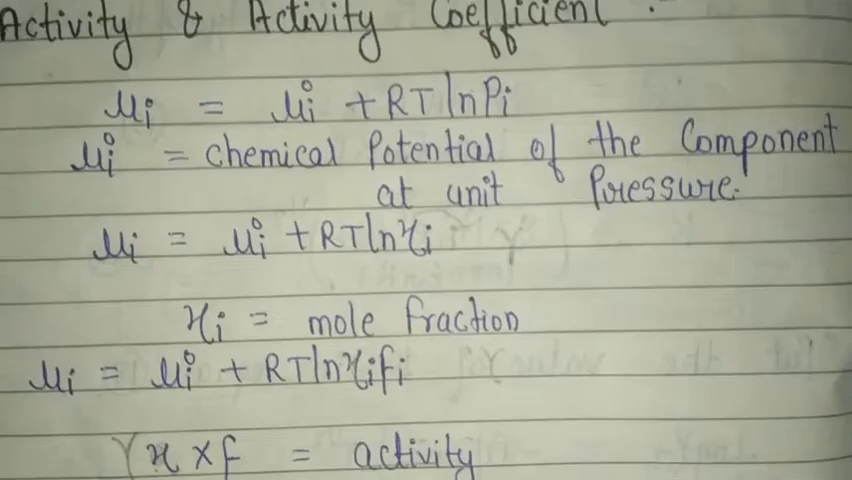 Activity & Activity Coefficient :
μi = μi° + RT ln Pi
μi° = chemical Potential of the Component
at unit Pressure.
μi = μi° + RT ln xi
xi = mole fraction
μi = μi° + RT ln xifi
x × f = activity